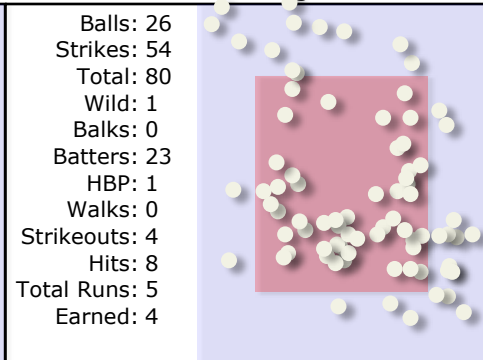 Balls: 26
Strikes: 54
Total: 80
Wild: 1
Balks: 0
Batters: 23
HBP: 1
Walks: 0
Strikeouts: 4
Hits: 8
Total Runs: 5
Earned: 4